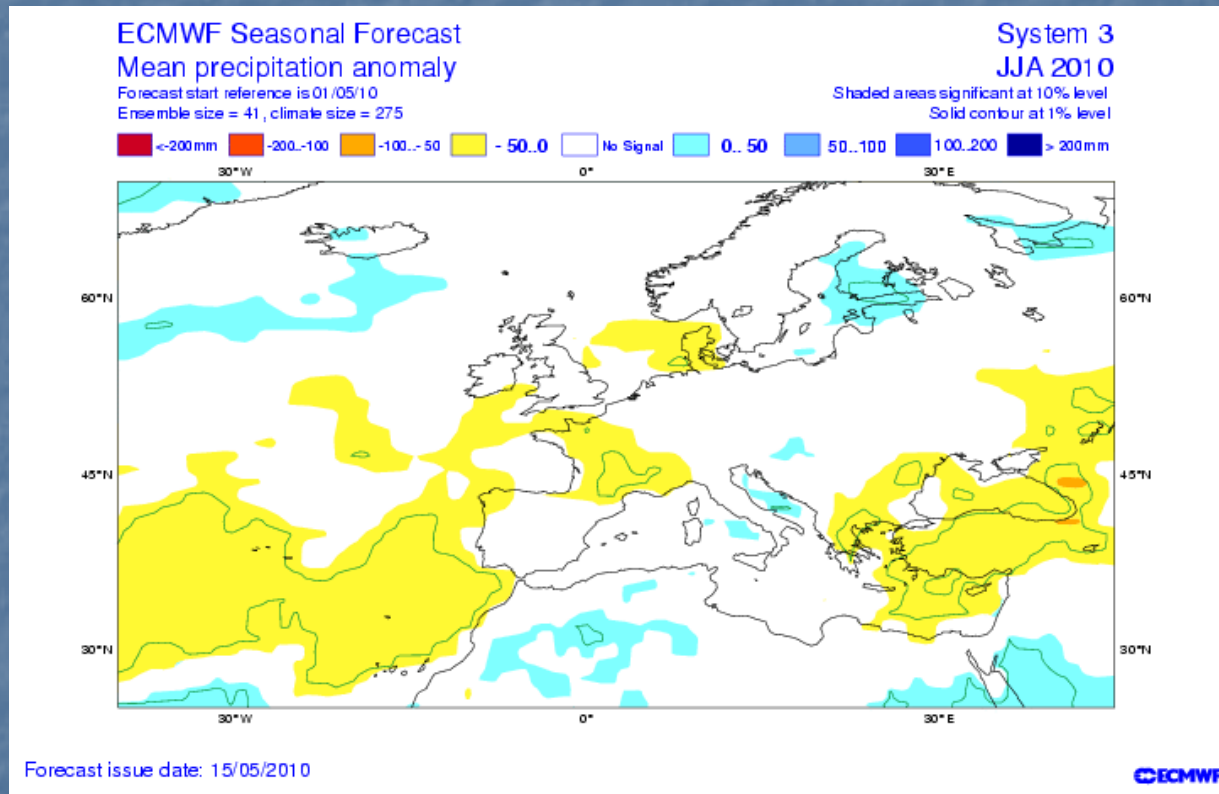 ECMWF Seasonal Forecast
System 3
Mean precipitation anomaly
JJA 2010
Forecast start reference is 01/05/10
Shaded areas significant at 10% level
Ensemble size = 41, climate size = 275
Solid contour at 1% level
<-200mm -200..-100 -100..-50 -50..0 No Signal 0..50 50..100 100..200 > 200mm
30°W 0° 30°E
60°N 60°N
45°N 45°N
30°N 30°N
30°W 0° 30°E
Forecast issue date: 15/05/2010
ECMWF